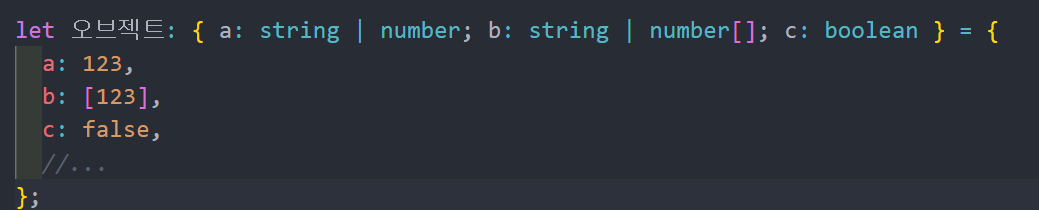 let 오브젝트: { a: string | number; b: string | number[]; c: boolean } = {
a: 123,
b: [123],
c: false,
//...
};